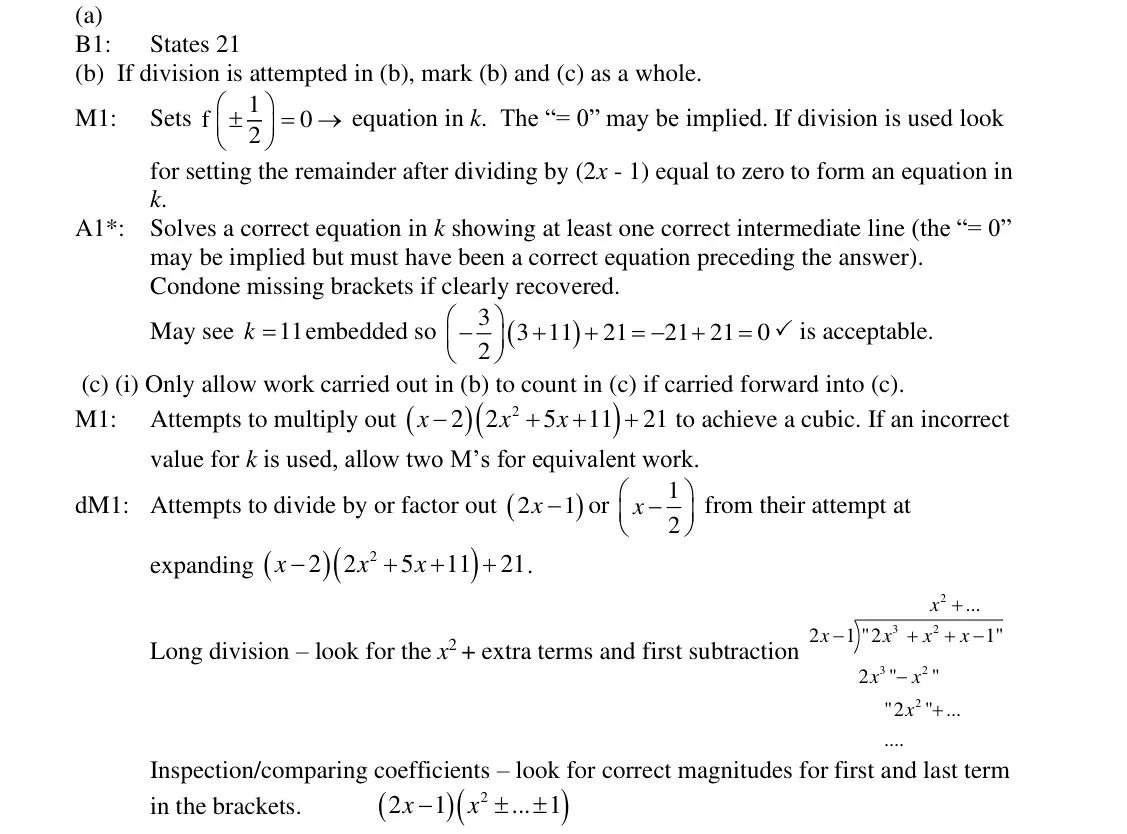 (a)
B1: States 21
(b) If division is attempted in (b), mark (b) and (c) as a whole.
M1: Sets f(±1/2) = 0 → equation in k. The “= 0” may be implied. If division is used look
for setting the remainder after dividing by (2x - 1) equal to zero to form an equation in
k.
A1*: Solves a correct equation in k showing at least one correct intermediate line (the “= 0”
may be implied but must have been a correct equation preceding the answer).
Condone missing brackets if clearly recovered.
May see k = 11embedded so (−3/2)(3+11)+21 = −21+21 = 0 ✓ is acceptable.
(c) (i) Only allow work carried out in (b) to count in (c) if carried forward into (c).
M1: Attempts to multiply out (x−2)(2x²+5x+11)+21 to achieve a cubic. If an incorrect
value for k is used, allow two M’s for equivalent work.
dM1: Attempts to divide by or factor out (2x−1) or (x−1/2) from their attempt at
expanding (x−2)(2x²+5x+11)+21.
x²+...
Long division – look for the x² + extra terms and first subtraction 2x−1)"2x³ +x²+x−1"
2x³"−x²"
"2x²"+...
....
Inspection/comparing coefficients – look for correct magnitudes for first and last term
in the brackets. (2x−1)(x²±...±1)